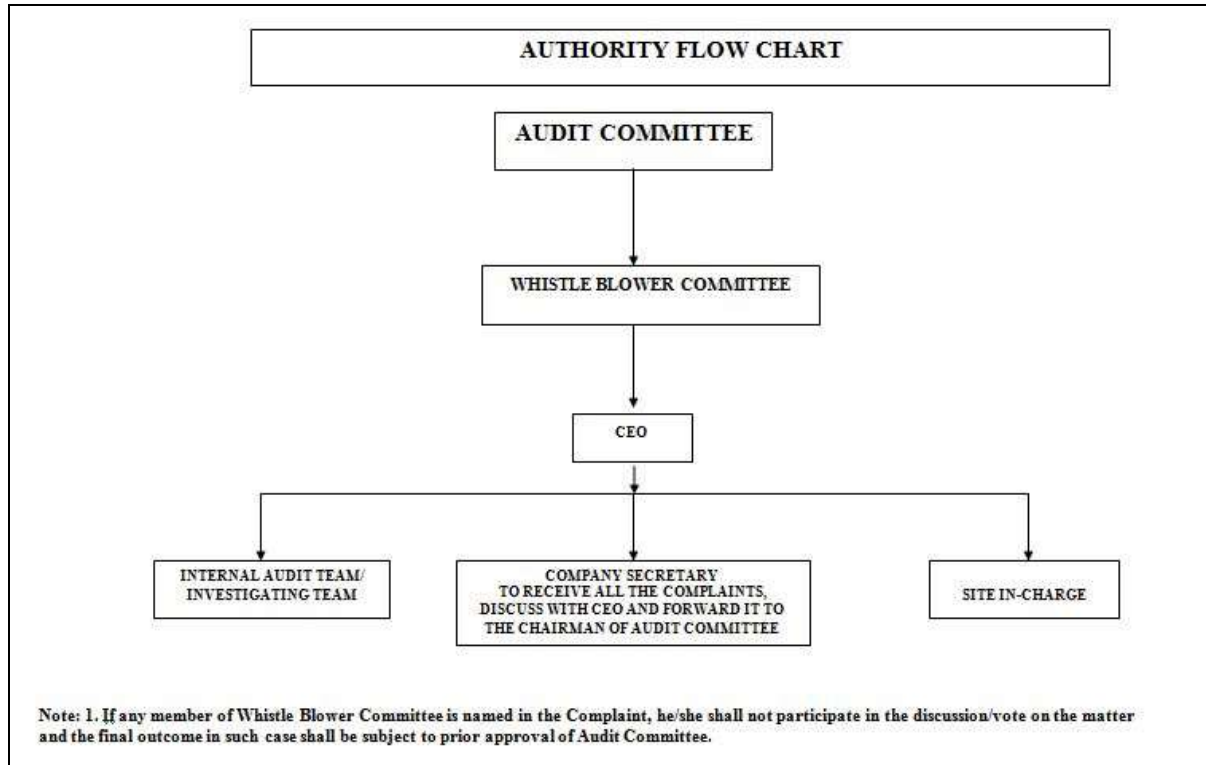 AUTHORITY FLOW CHART
AUDIT COMMITTEE
WHISTLE BLOWER COMMITTEE
CEO
INTERNAL AUDIT TEAM/
INVESTIGATING TEAM
COMPANY SECRETARY
TO RECEIVE ALL THE COMPLAINTS,
DISCUSS WITH CEO AND FORWARD IT TO
THE CHAIRMAN OF AUDIT COMMITTEE
SITE IN-CHARGE
Note: 1. If any member of Whistle Blower Committee is named in the Complaint, he/she shall not participate in the discussion/vote on the matter
and the final outcome in such case shall be subject to prior approval of Audit Committee.